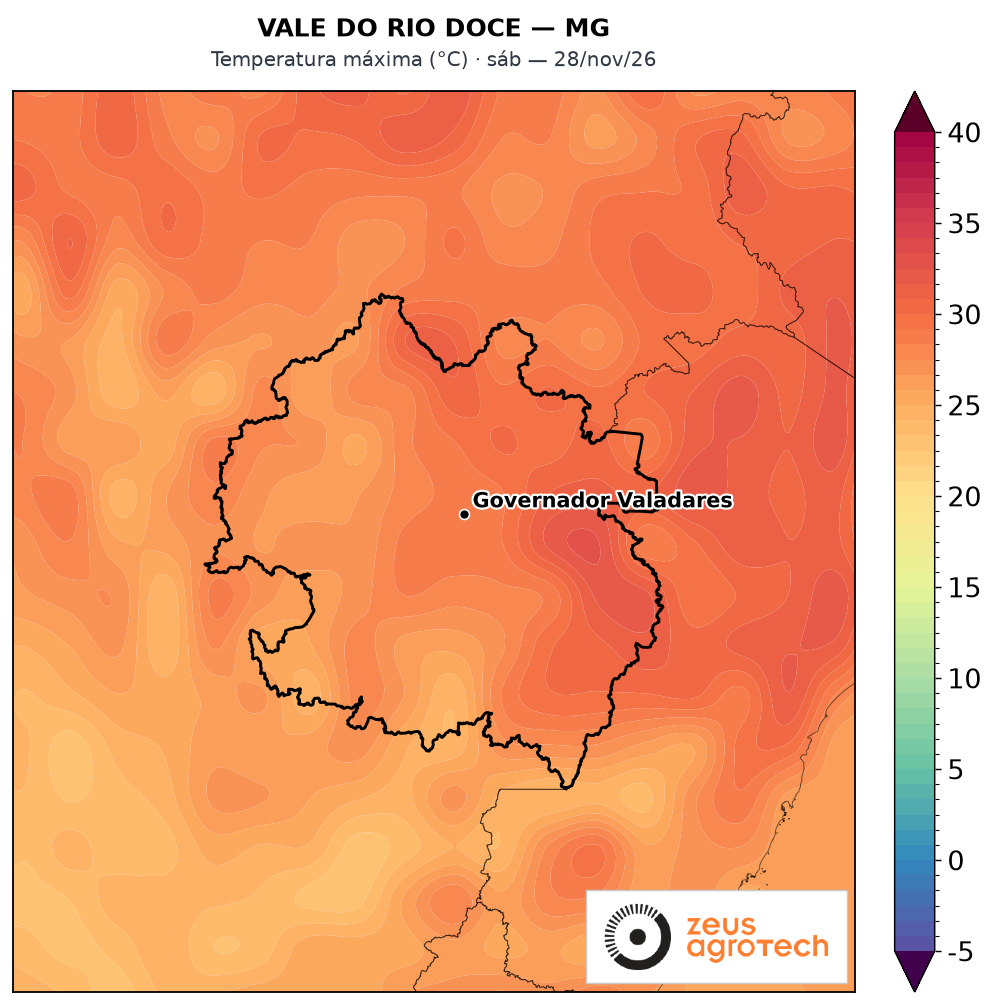 VALE DO RIO DOCE — MG
Temperatura máxima (°C) · sáb — 28/nov/26
40
35
30
25
20
15
10
5
0
-5
Governador Valadares
zeus
agrotech